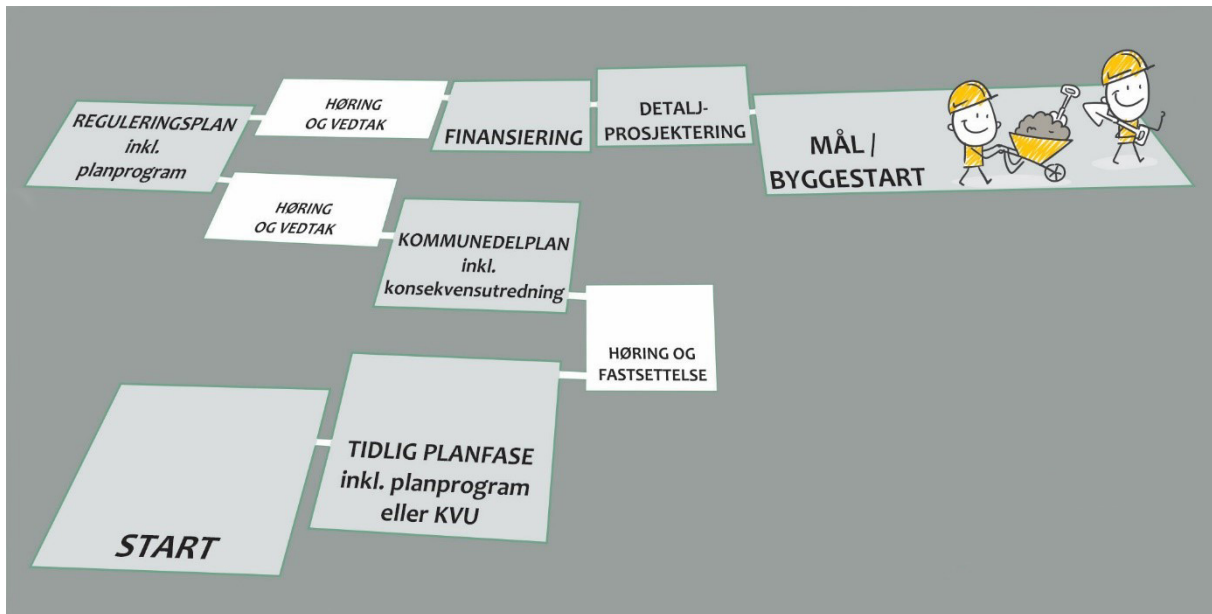 START
TIDLIG PLANFASE
inkl. planprogram
eller KVU
HØRING OG
FASTSETTELSE
KOMMUNEDELPLAN
inkl.
konsekvensutredning
HØRING
OG VEDTAK
REGULERINGSPLAN
inkl.
planprogram
HØRING
OG VEDTAK
FINANSIERING
DETALJ-
PROSJEKTERING
MÅL /
BYGGESTART